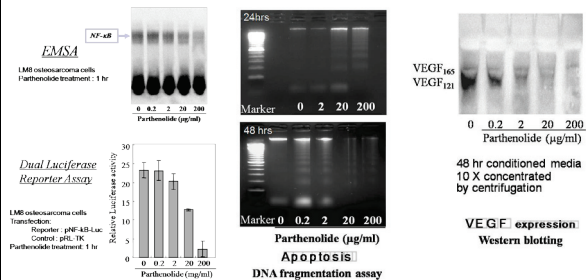 NF-κB
EMSA
LM8 osteosarcoma cells
Parthenolide treatment : 1 hr
0 0.2 2 20 200
Parthenolide (µg/ml)
Dual Luciferase
Reporter Assay
LM8 osteosarcoma cells
Transfection:
Reporter : pNF-kB-Luc
Control : pRL-TK
Parthenolide treatment: 1 hr
Relative Luciferase activity
30
25
20
15
10
5
0
0 0.2 2 20 200
Parthenolide (mg/ml)
24hrs
Marker 0 2 20 200
48 hrs
Marker 0 0.2 2 20 200
Parthenolide (µg/ml)
Apoptosis
DNA fragmentation assay
VEGF165
VEGF121
0 0.2 2 20 200
Parthenolide (µg/ml)
48 hr conditioned media
10 X concentrated
by centrifugation
VEGF expression
Western blotting